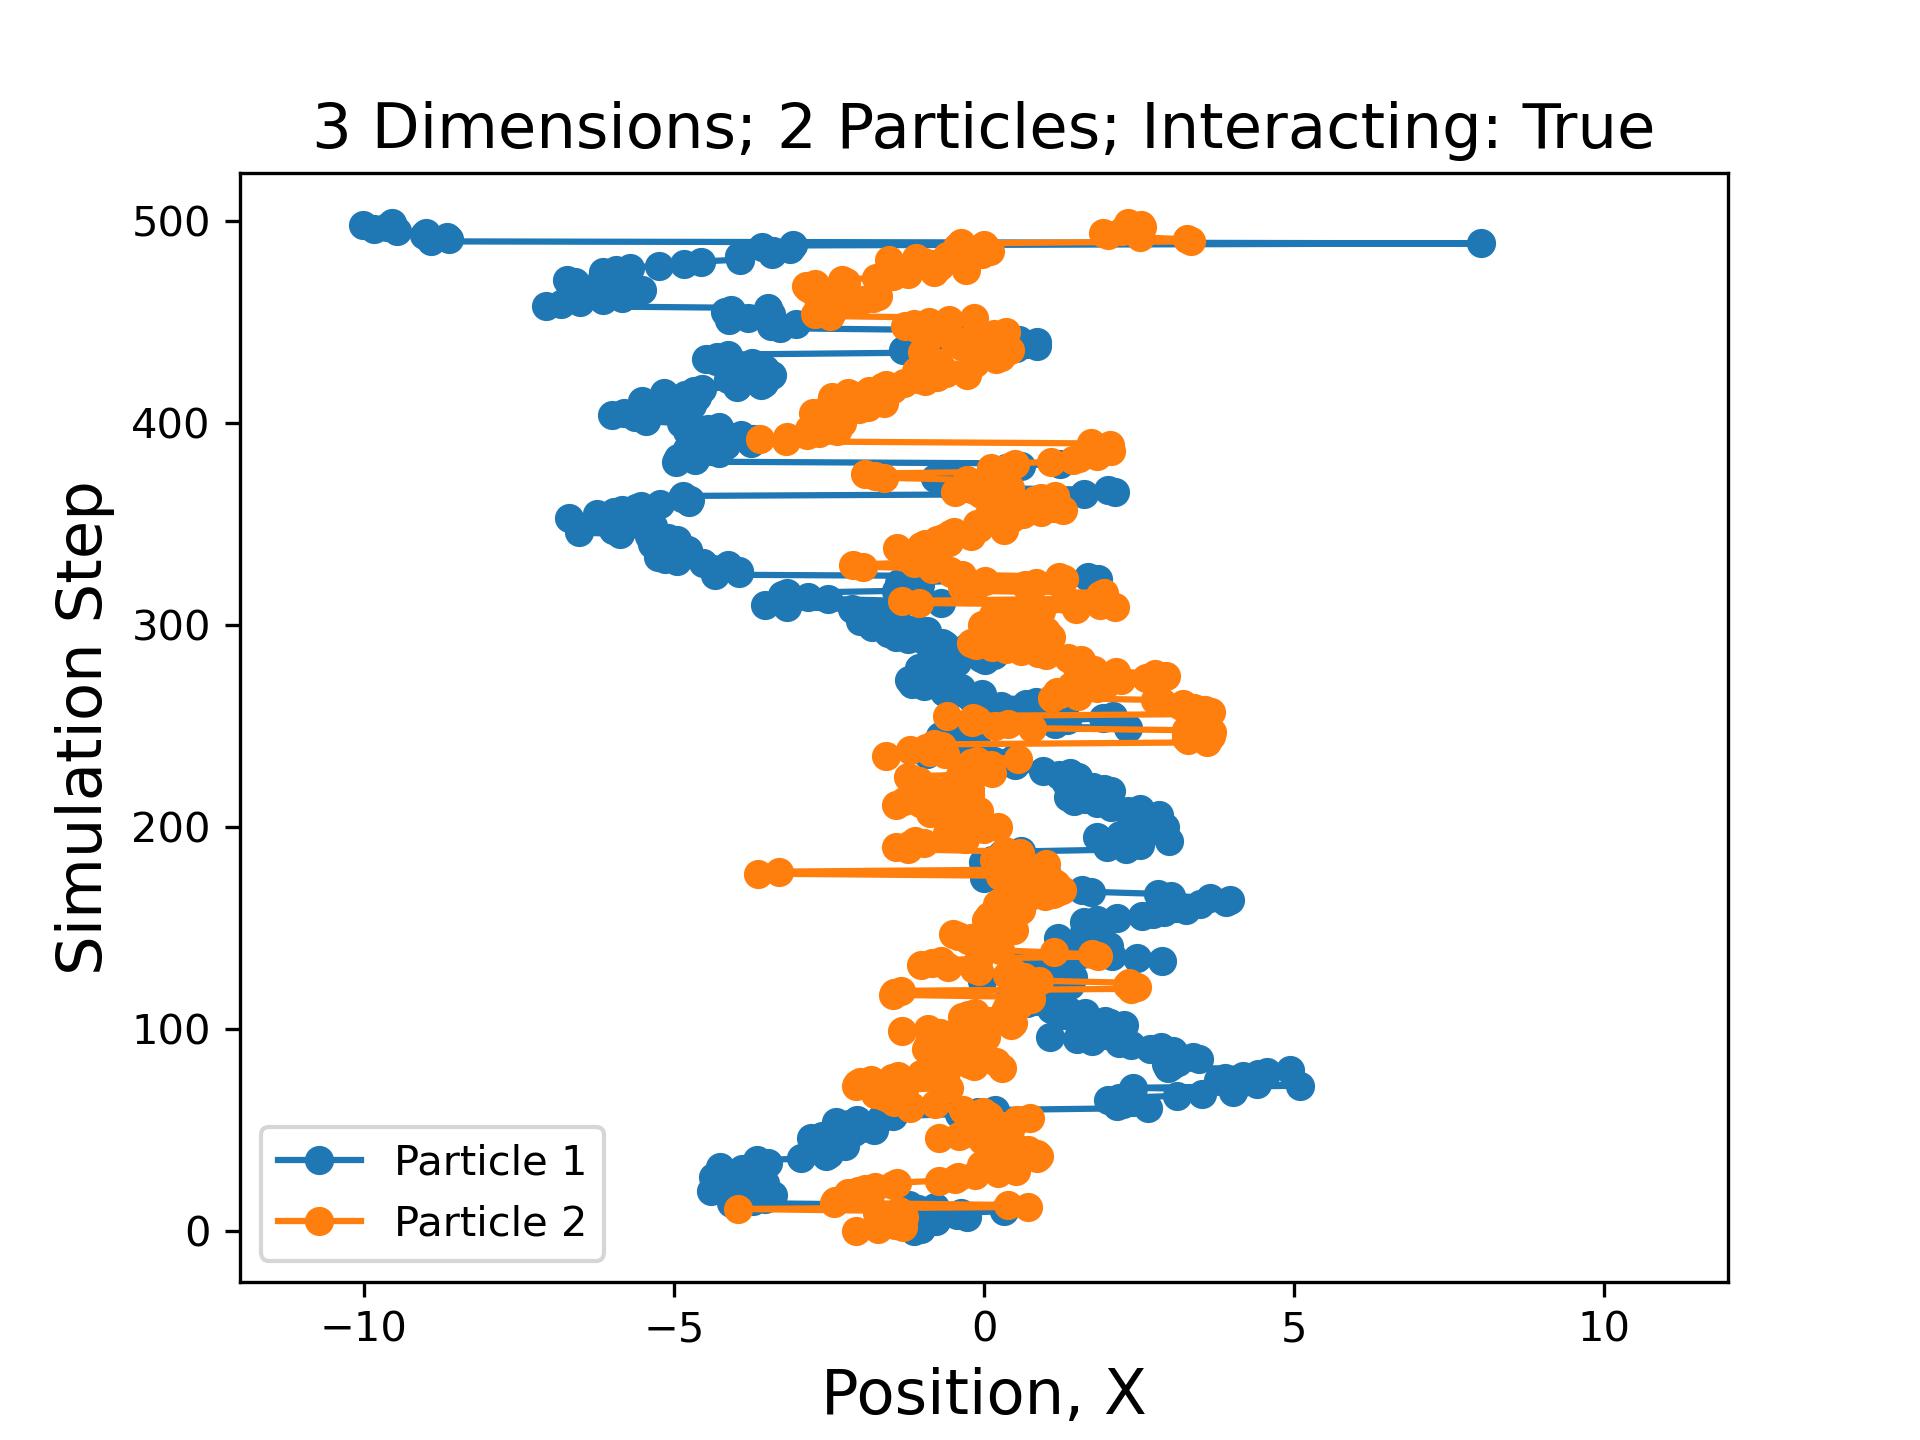 3 Dimensions; 2 Particles; Interacting: True
Simulation Step
500
400
300
200
100
0
Particle 1
Particle 2
−10
−5
0
5
10
Position, X